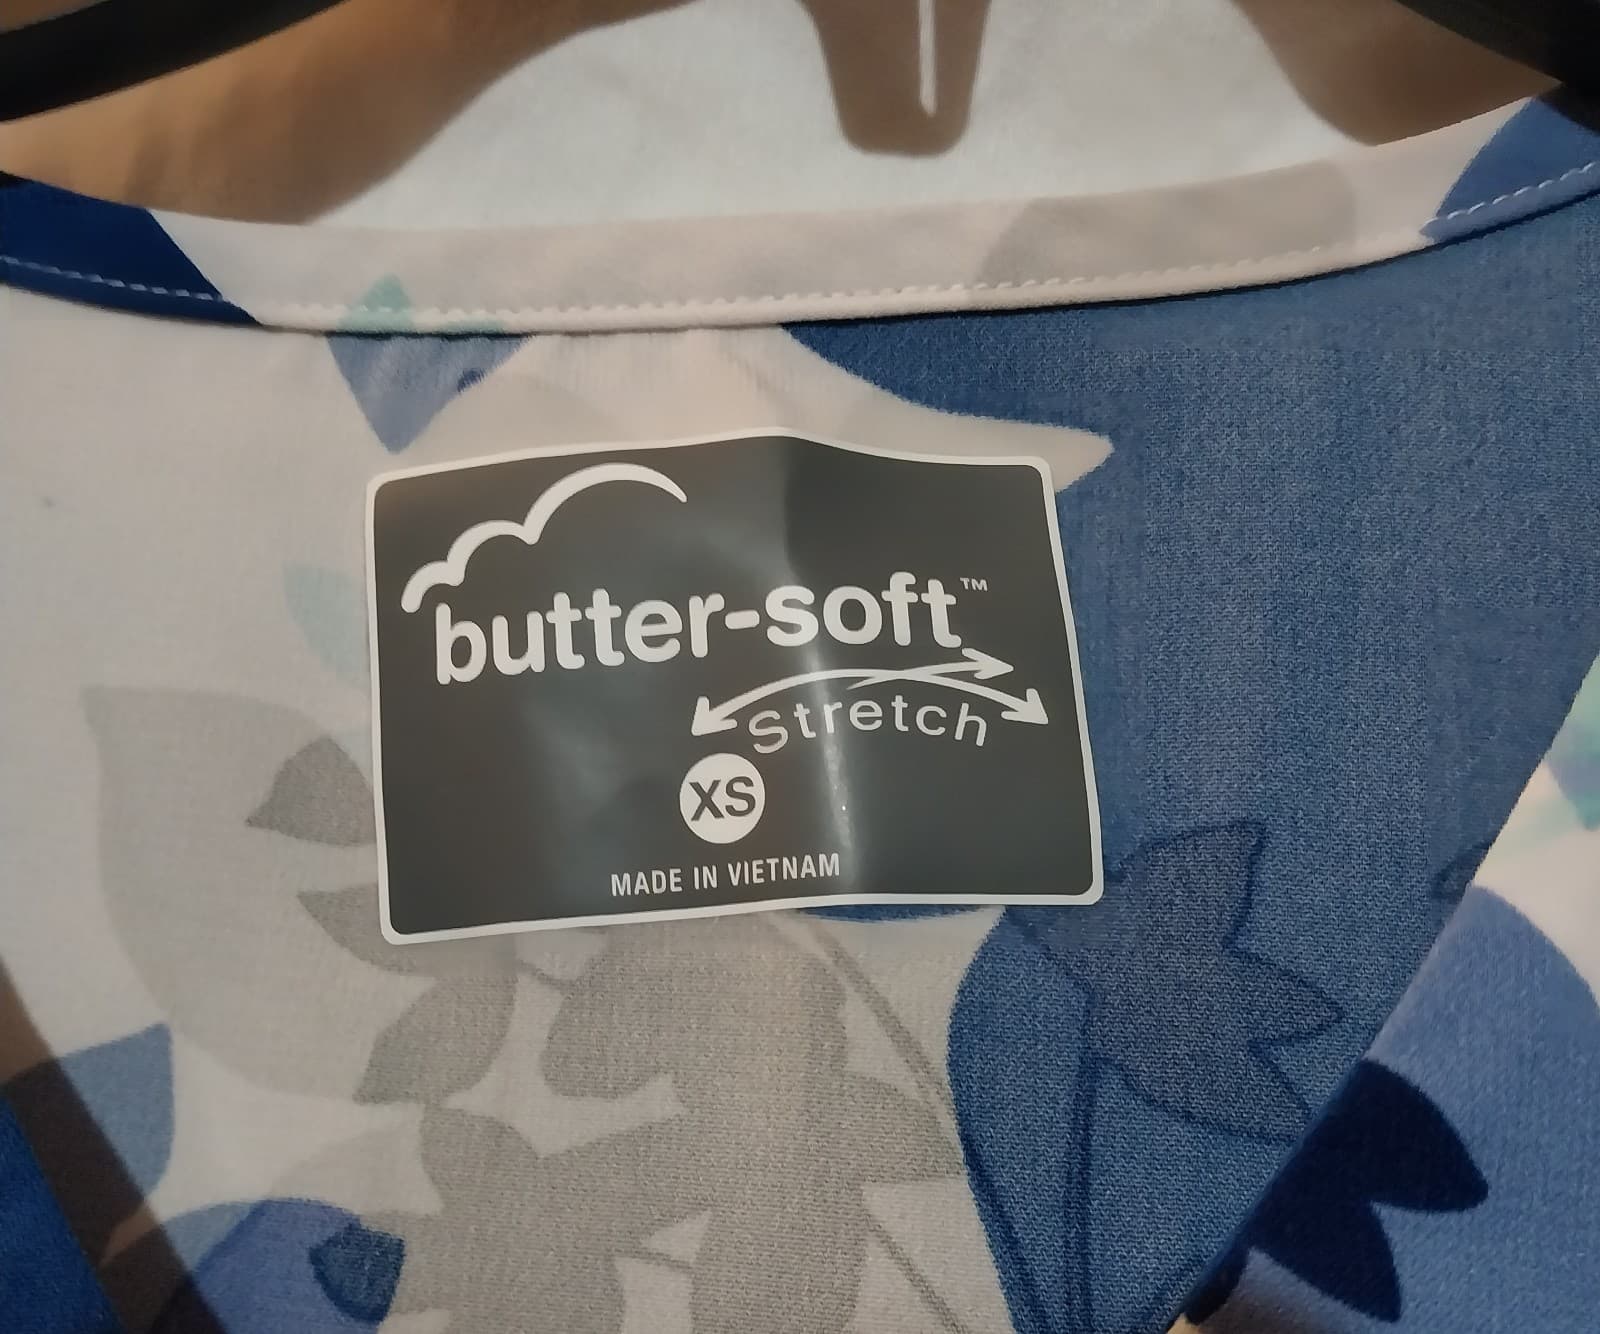 butter-soft™
Stretch
XS
MADE IN VIETNAM